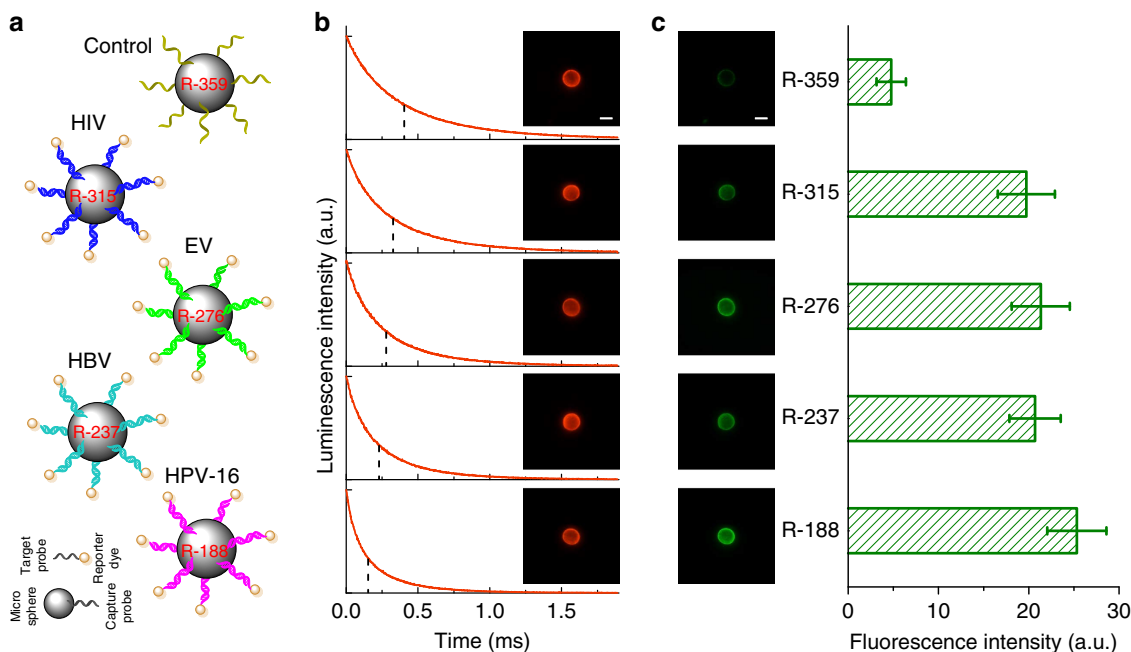 a
Control
R-359
HIV
R-315
EV
R-276
HBV
R-237
HPV-16
R-188
Target
probe
Reporter
dye
Micro
sphere
Capture
probe
b
Luminescence intensity (a.u.)
0.0
0.5
1.0
1.5
Time (ms)
c
R-359
R-315
R-276
R-237
R-188
0
10
20
30
Fluorescence intensity (a.u.)